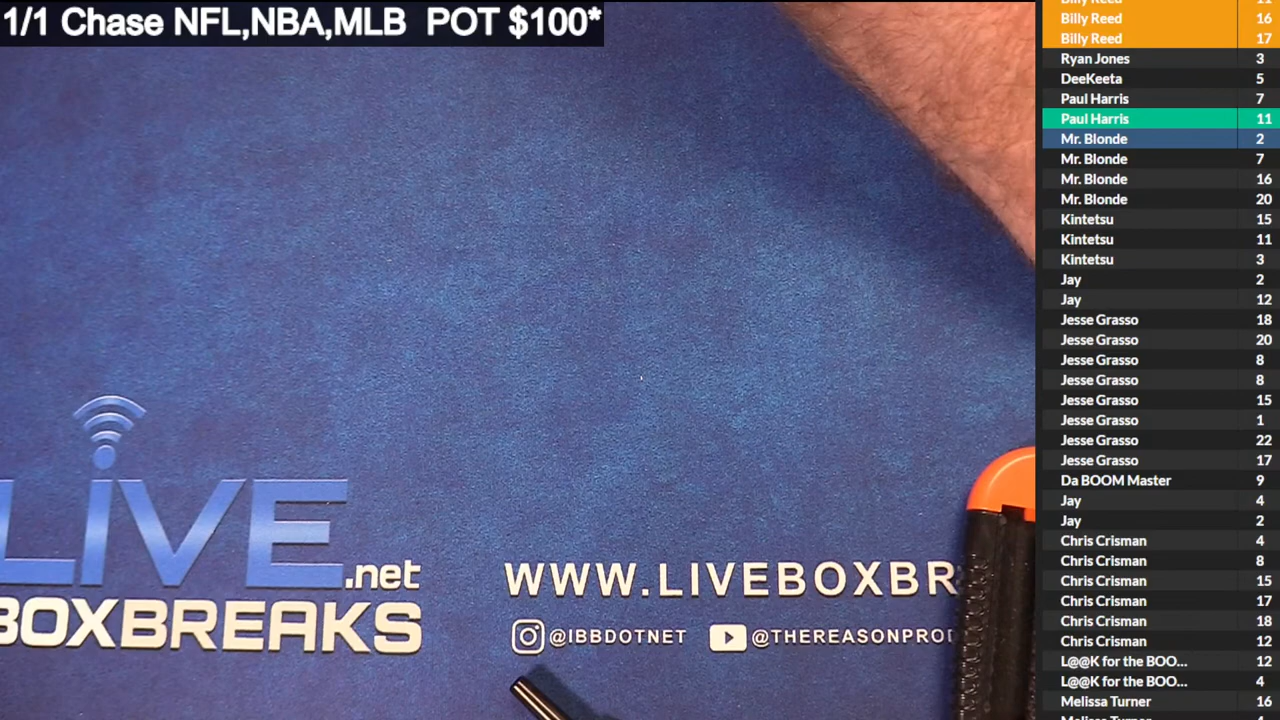 1/1 Chase NFL,NBA,MLB POT $100*
Billy Reed 16
Billy Reed 17
Ryan Jones 3
DeeKeeta 5
Paul Harris 7
Paul Harris 11
Mr. Blonde 2
Mr. Blonde 7
Mr. Blonde 16
Mr. Blonde 20
Kintetsu 15
Kintetsu 11
Kintetsu 3
Jay 2
Jay 12
Jesse Grasso 18
Jesse Grasso 20
Jesse Grasso 8
Jesse Grasso 8
Jesse Grasso 15
Jesse Grasso 1
Jesse Grasso 22
Jesse Grasso 17
Da BOOM Master 9
Jay 4
Jay 2
Chris Crisman 4
Chris Crisman 8
Chris Crisman 15
Chris Crisman 17
Chris Crisman 18
Chris Crisman 12
L@@K for the BOO... 12
L@@K for the BOO... 4
Melissa Turner 16
LIVE
.net
BOXBREAKS
WWW.LIVEBOXBR
@IBBDOTNET @THEREASONPROD